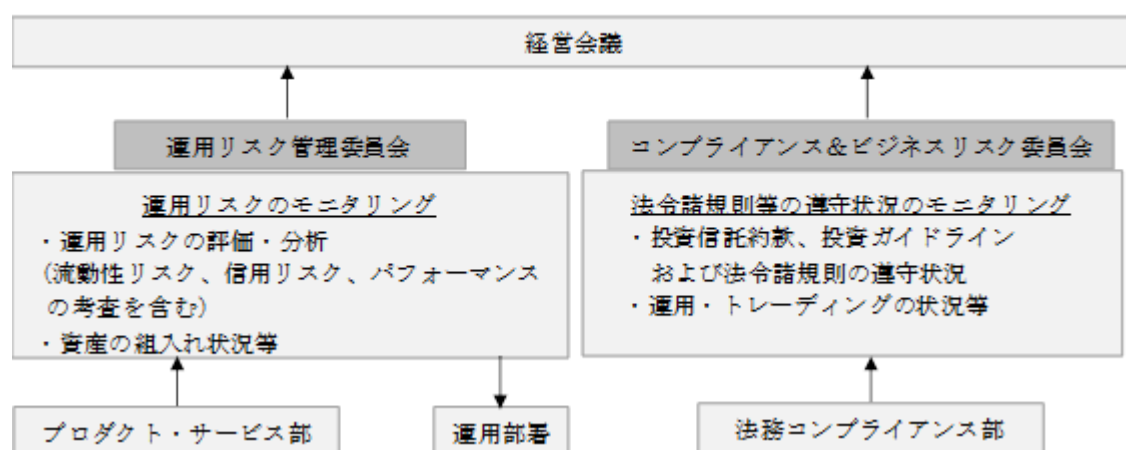 経営会議
運用リスク管理委員会
運用リスクのモニタリング
・運用リスクの評価・分析
(流動性リスク、信用リスク、パフォーマンス
の考査を含む)
・資産の組入れ状況等
プロダクト・サービス部
運用部署
コンプライアンス＆ビジネスリスク委員会
法令諸規則等の遵守状況のモニタリング
・投資信託約款、投資ガイドライン
および法令諸規則の遵守状況
・運用・トレーディングの状況等
法務コンプライアンス部